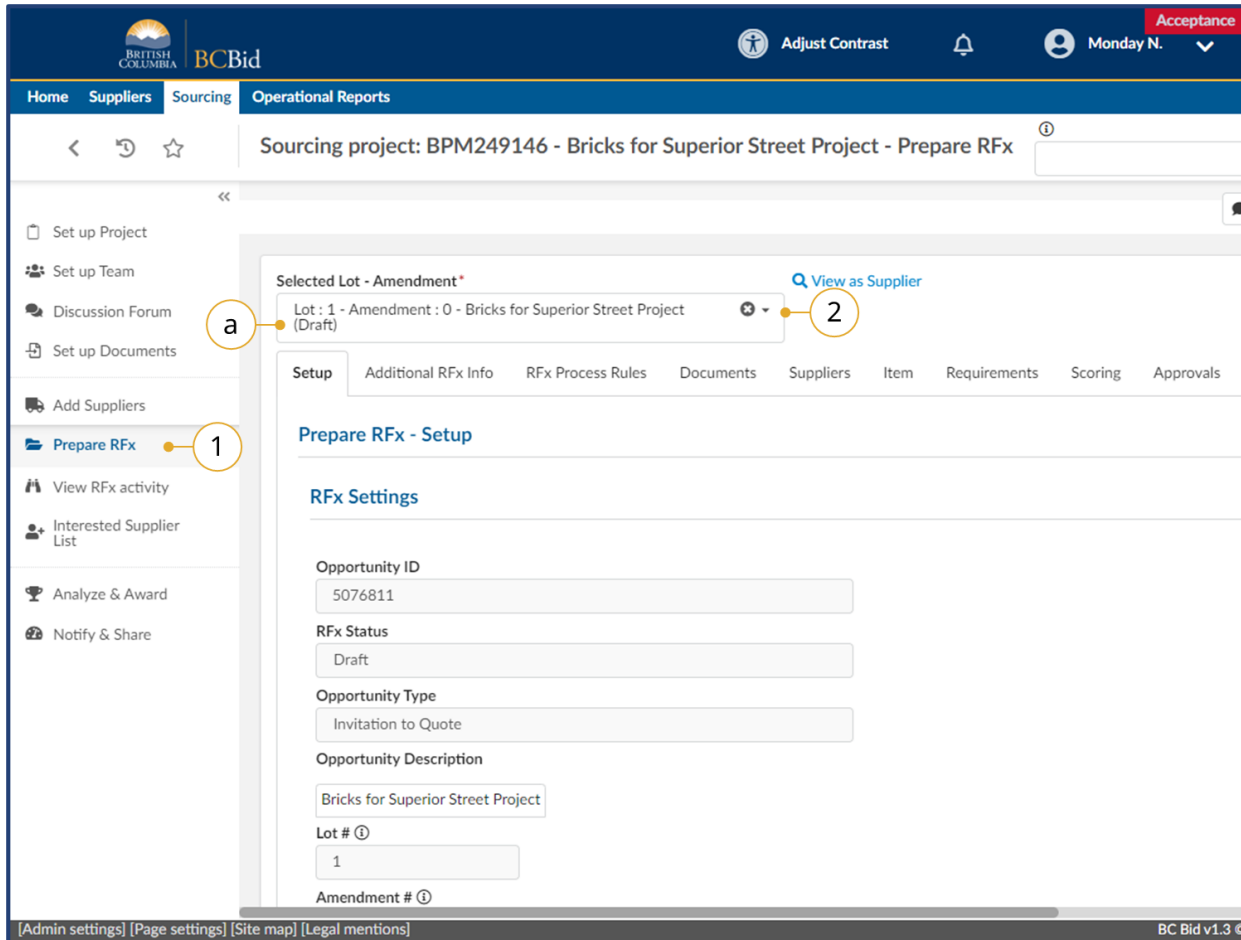 Acceptance
BRITISH
COLUMBIA
BCBid
Adjust Contrast
Monday N.
Home Suppliers Sourcing Operational Reports
Sourcing project: BPM249146 - Bricks for Superior Street Project - Prepare RFx
Set up Project
Set up Team
Discussion Forum
Set up Documents
Add Suppliers
Prepare RFx
1
View RFx activity
Interested Supplier
List
Analyze & Award
Notify & Share
Selected Lot - Amendment*
View as Supplier
a
Lot : 1 - Amendment : 0 - Bricks for Superior Street Project
(Draft)
2
Setup Additional RFx Info RFx Process Rules Documents Suppliers Item Requirements Scoring Approvals
Prepare RFx - Setup
RFx Settings
Opportunity ID
5076811
RFx Status
Draft
Opportunity Type
Invitation to Quote
Opportunity Description
Bricks for Superior Street Project
Lot #
1
Amendment #
[Admin settings] [Page settings] [Site map] [Legal mentions]
BC Bid v1.3 ©